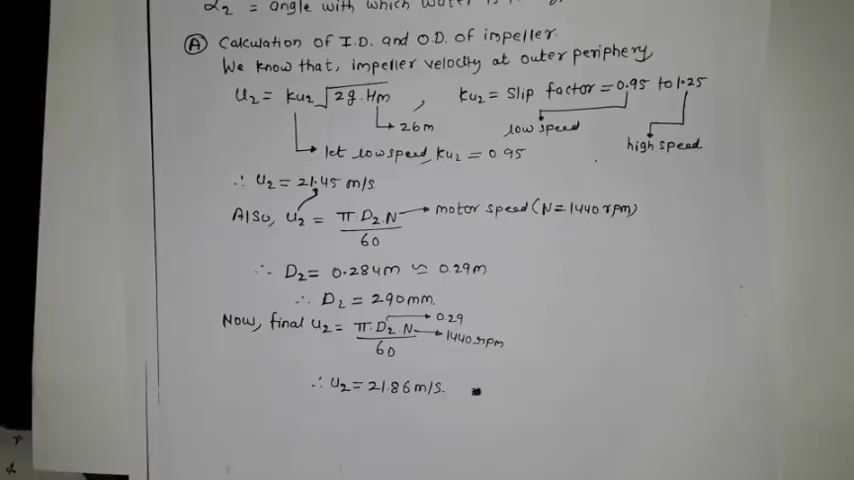 α2 = angle with which water is
(A) Calculation of I.D. and O.D. of impeller.
We know that, impeller velocity at outer periphery,
u2 = ku2 √2g.Hm , ku2 = Slip factor = 0.95 to 1.25
26m low speed high speed
let low speed, ku2 = 0.95
∴ u2 = 21.45 m/s
Also, u2 = π.D2.N / 60 → motor speed (N=1440 rpm)
∴ D2 = 0.284m ≃ 0.29m
∴ D2 = 290mm.
Now, final u2 = π.D2.N / 60 → 0.29 → 1440 rpm
∴ u2 = 21.86 m/s.